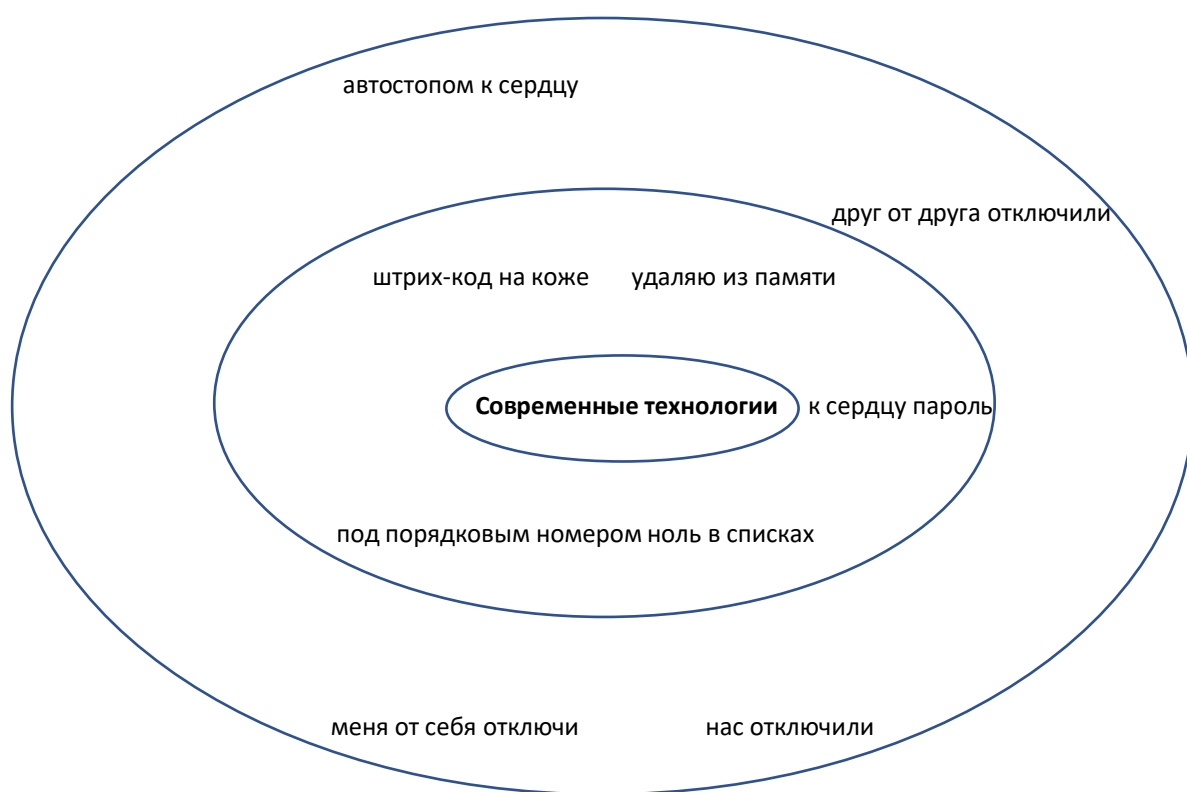 автостопом к сердцу
друг от друга отключили
штрих-код на коже удаляю из памяти
Современные технологии к сердцу пароль
под порядковым номером ноль в списках
меня от себя отключи нас отключили